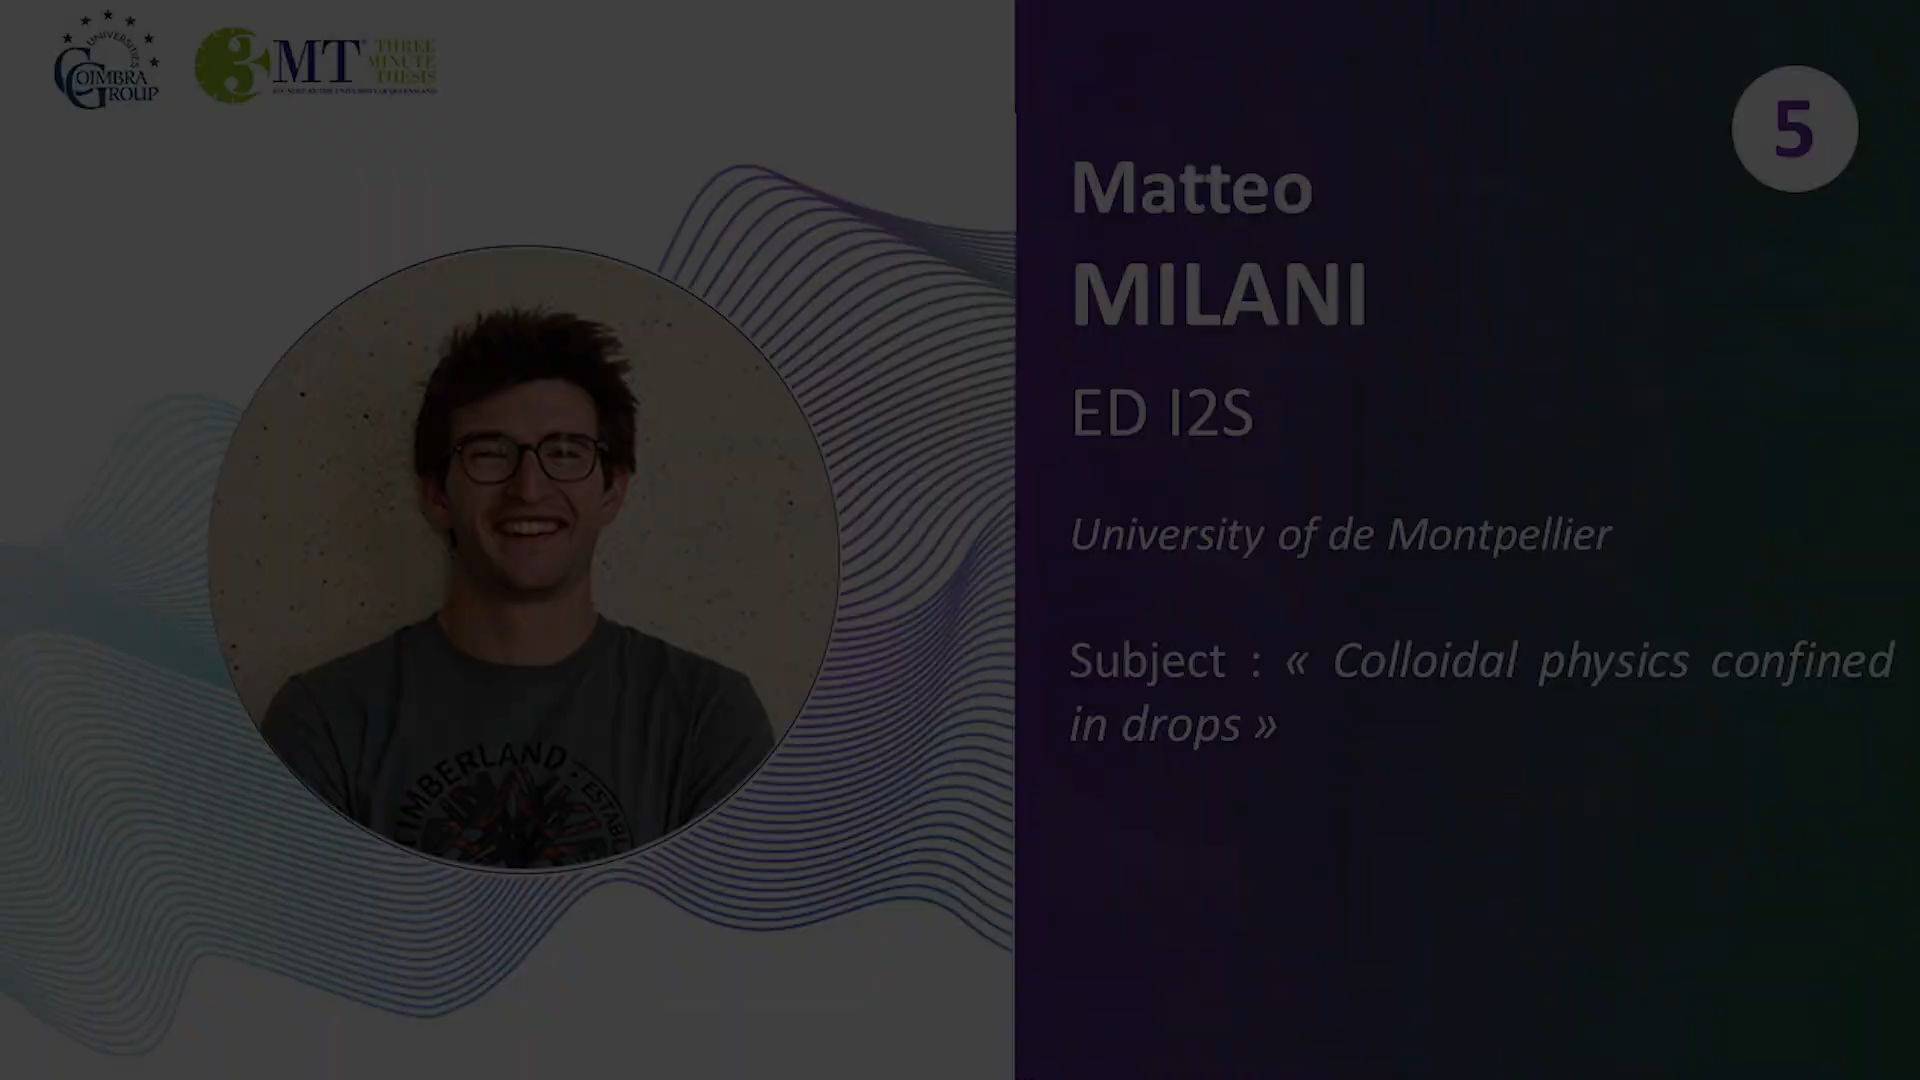 UNIVERSITIES
COIMBRA
GROUP
3MT THREE
MINUTE
THESIS
5
Matteo
MILANI
ED I2S
University of de Montpellier
Subject : « Colloidal physics confined
in drops »
TIMBERLAND